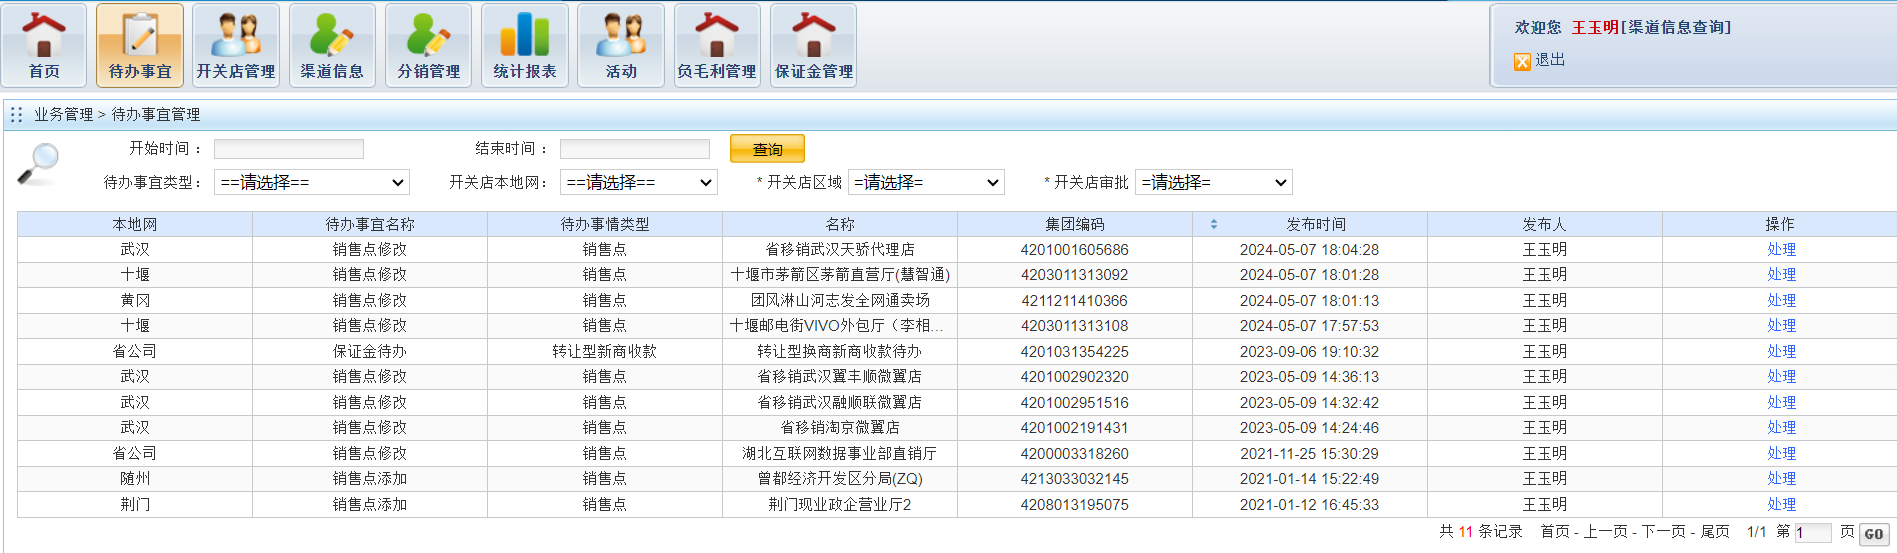 首页 待办事宜 开关店管理 渠道信息 分销管理 统计报表 活动 负毛利管理 保证金管理
欢迎您 王玉明[渠道信息查询]
退出
业务管理 > 待办事宜管理
开始时间： 结束时间： 查询
待办事宜类型： ==请选择== 开关店本地网： ==请选择== * 开关店区域 =请选择= * 开关店审批 =请选择=
本地网 待办事宜名称 待办事情类型 名称 集团编码 发布时间 发布人 操作
武汉 销售点修改 销售点 省移销武汉天骄代理店 4201001605686 2024-05-07 18:04:28 王玉明 处理
十堰 销售点修改 销售点 十堰市茅箭区茅箭直营厅(慧智通) 4203011313092 2024-05-07 18:01:28 王玉明 处理
黄冈 销售点修改 销售点 团风淋山河志发全网通卖场 4211211410366 2024-05-07 18:01:13 王玉明 处理
十堰 销售点修改 销售点 十堰邮电街VIVO外包厅（李相... 4203011313108 2024-05-07 17:57:53 王玉明 处理
省公司 保证金待办 转让型新商收款 转让型换商新商收款待办 4201031354225 2023-09-06 19:10:32 王玉明 处理
武汉 销售点修改 销售点 省移销武汉翼丰顺微翼店 4201002902320 2023-05-09 14:36:13 王玉明 处理
武汉 销售点修改 销售点 省移销武汉融顺联微翼店 4201002951516 2023-05-09 14:32:42 王玉明 处理
武汉 销售点修改 销售点 省移销淘京微翼店 4201002191431 2023-05-09 14:24:46 王玉明 处理
省公司 销售点修改 销售点 湖北互联网数据事业部直销厅 4200003318260 2021-11-25 15:30:29 王玉明 处理
随州 销售点添加 销售点 曾都经济开发区分局(ZQ) 4213033032145 2021-01-14 15:22:49 王玉明 处理
荆门 销售点添加 销售点 荆门现业政企营业厅2 4208013195075 2021-01-12 16:45:33 王玉明 处理
共 11 条记录 首页 - 上一页 - 下一页 - 尾页 1/1 第 1 页 GO